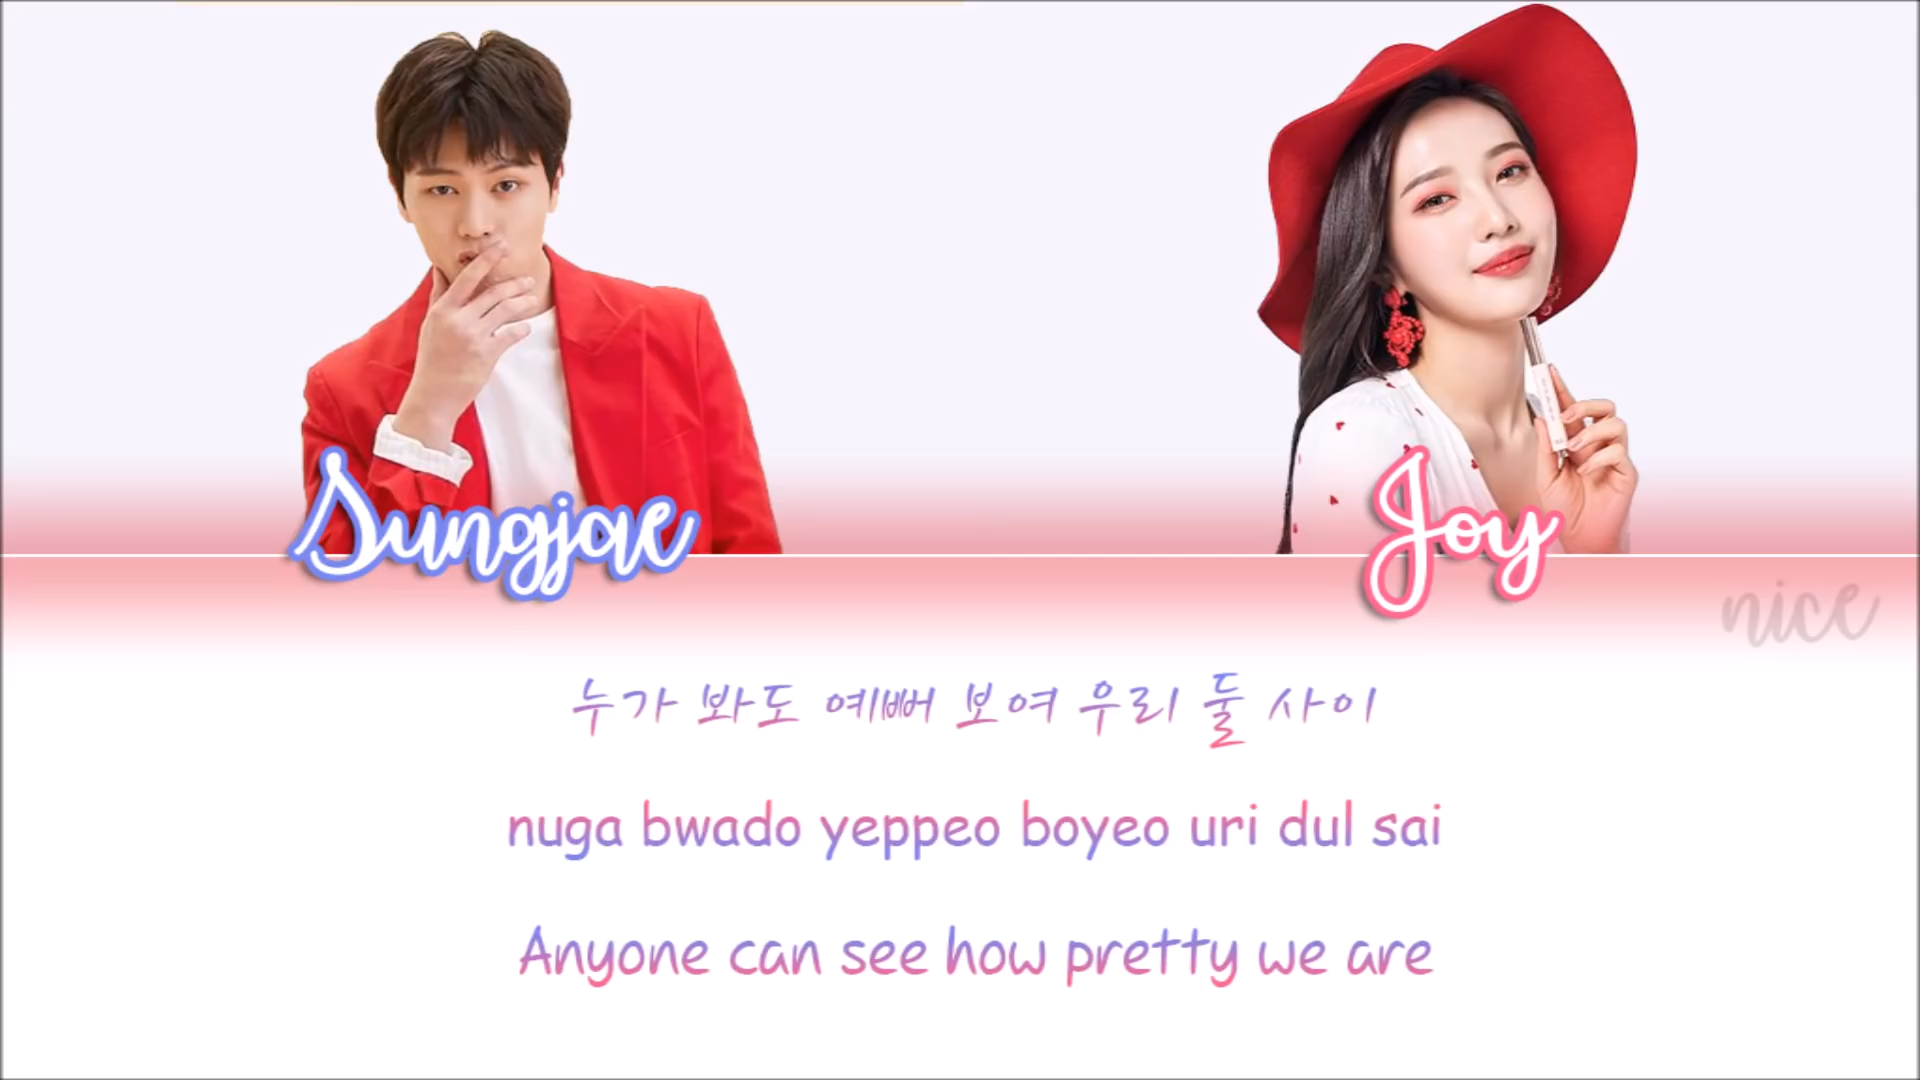 Sungjae
Joy
nice
누가 봐도 예뻐 보여 우리 둘 사이
nuga bwado yeppeo boyeo uri dul sai
Anyone can see how pretty we are